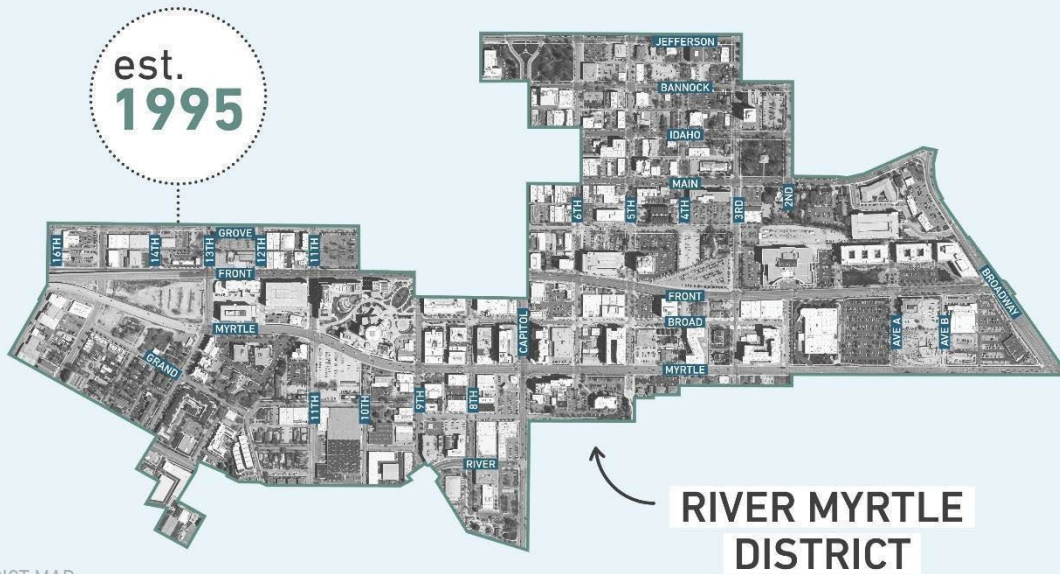 est.
1995
JEFFERSON
BANNOCK
IDAHO
MAIN
6TH
5TH
4TH
3RD
2ND
GROVE
16TH
14TH
13TH
12TH
11TH
FRONT
FRONT
BROADWAY
MYRTLE
CAPITOL
BROAD
AVE A
AVE B
GRAND
MYRTLE
11TH
10TH
9TH
8TH
RIVER
RIVER MYRTLE
DISTRICT
MAP